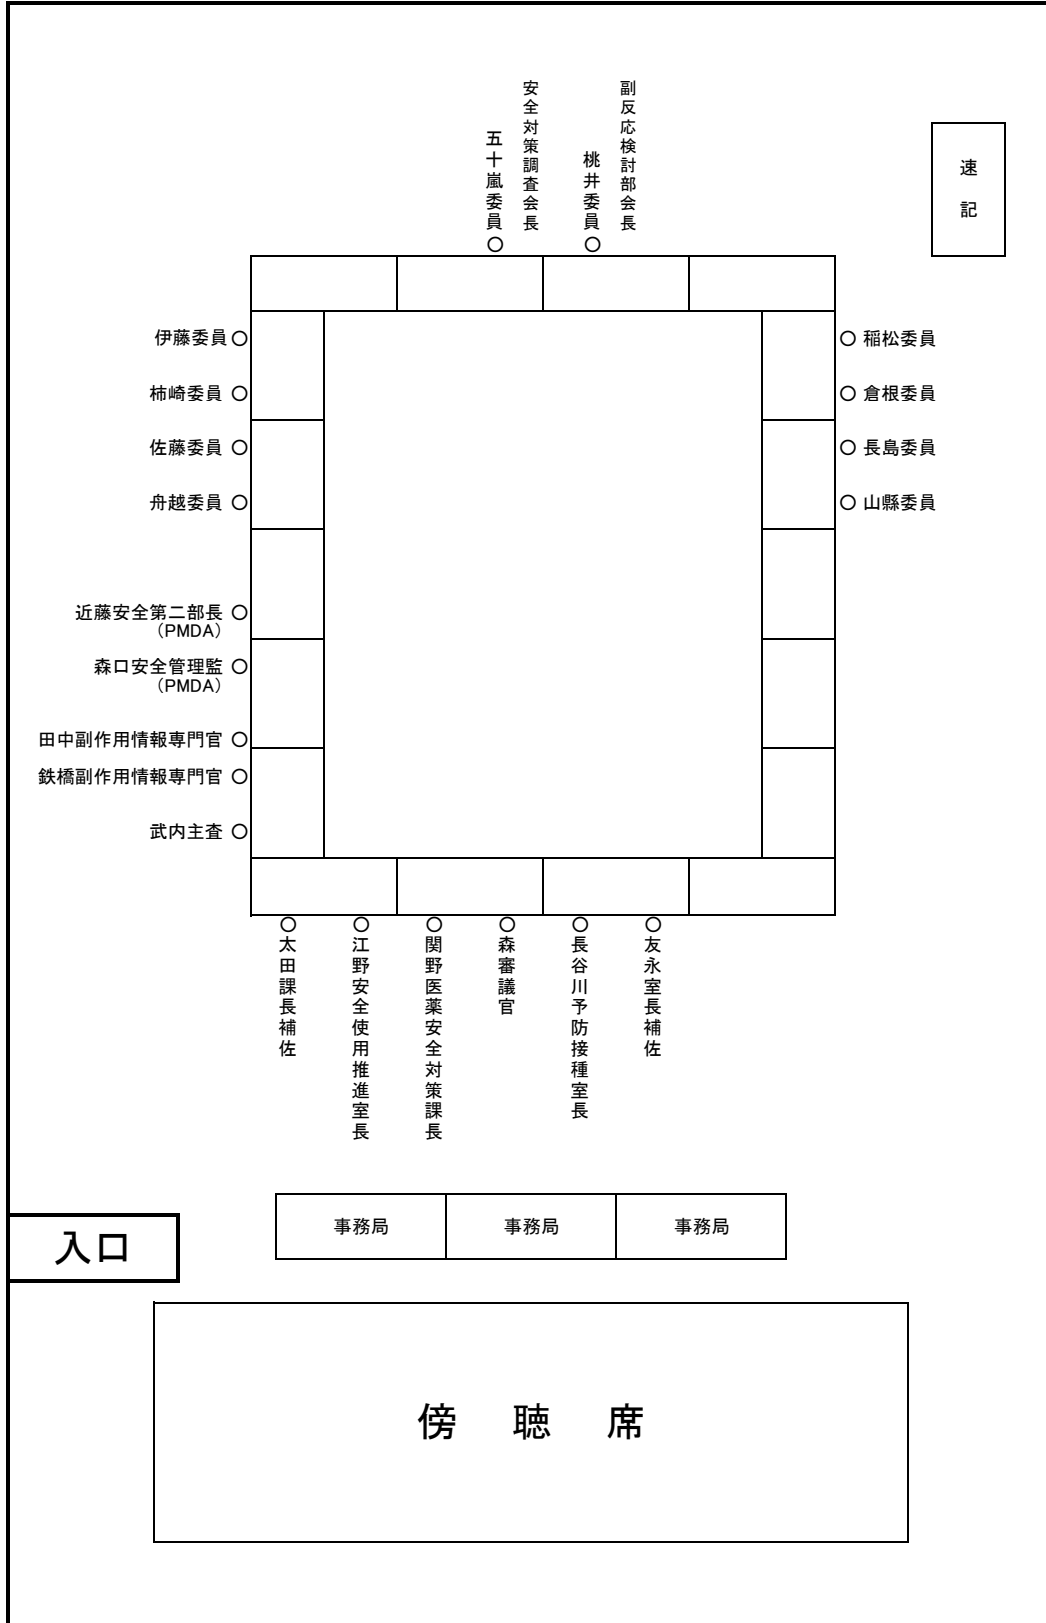 副反応検討部会長
桃井委員
安全対策調査会長
五十嵐委員
速記
伊藤委員
柿崎委員
佐藤委員
舟越委員
近藤安全第二部長
（PMDA）
森口安全管理監
（PMDA）
田中副作用情報専門官
鉄橋副作用情報専門官
武内主査
稲松委員
倉根委員
長島委員
山縣委員
太田課長補佐
江野安全使用推進室長
関野医薬安全対策課長
森審議官
長谷川予防接種室長
友永室長補佐
事務局
事務局
事務局
入口
傍聴席